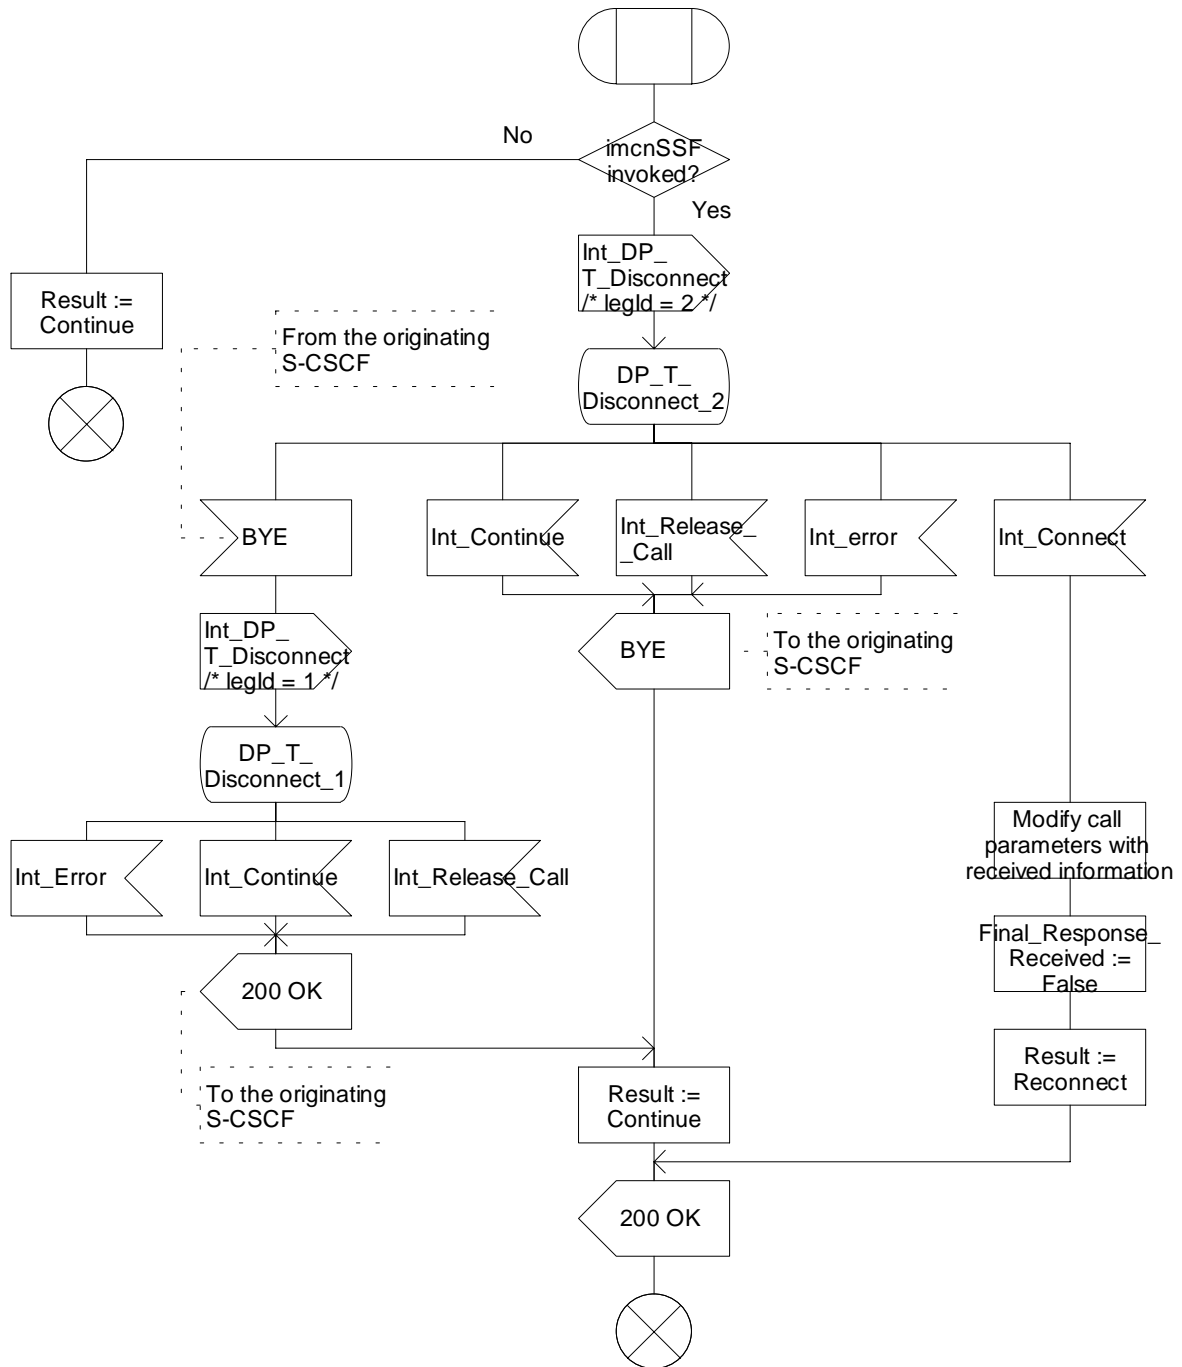 No
imcnSSF
invoked?
Yes
Int_DP_
T_Disconnect
/* legId = 2 */
Result :=
Continue
From the originating
S-CSCF
DP_T_
Disconnect_2
BYE
Int_Continue
Int_Release_
_Call
Int_error
Int_Connect
Int_DP_
T_Disconnect
/* legId = 1 */
BYE
To the originating
S-CSCF
DP_T_
Disconnect_1
Modify call
parameters with
received information
Int_Error
Int_Continue
Int_Release_Call
Final_Response_
Received :=
False
200 OK
Result :=
Reconnect
To the originating
S-CSCF
Result :=
Continue
200 OK